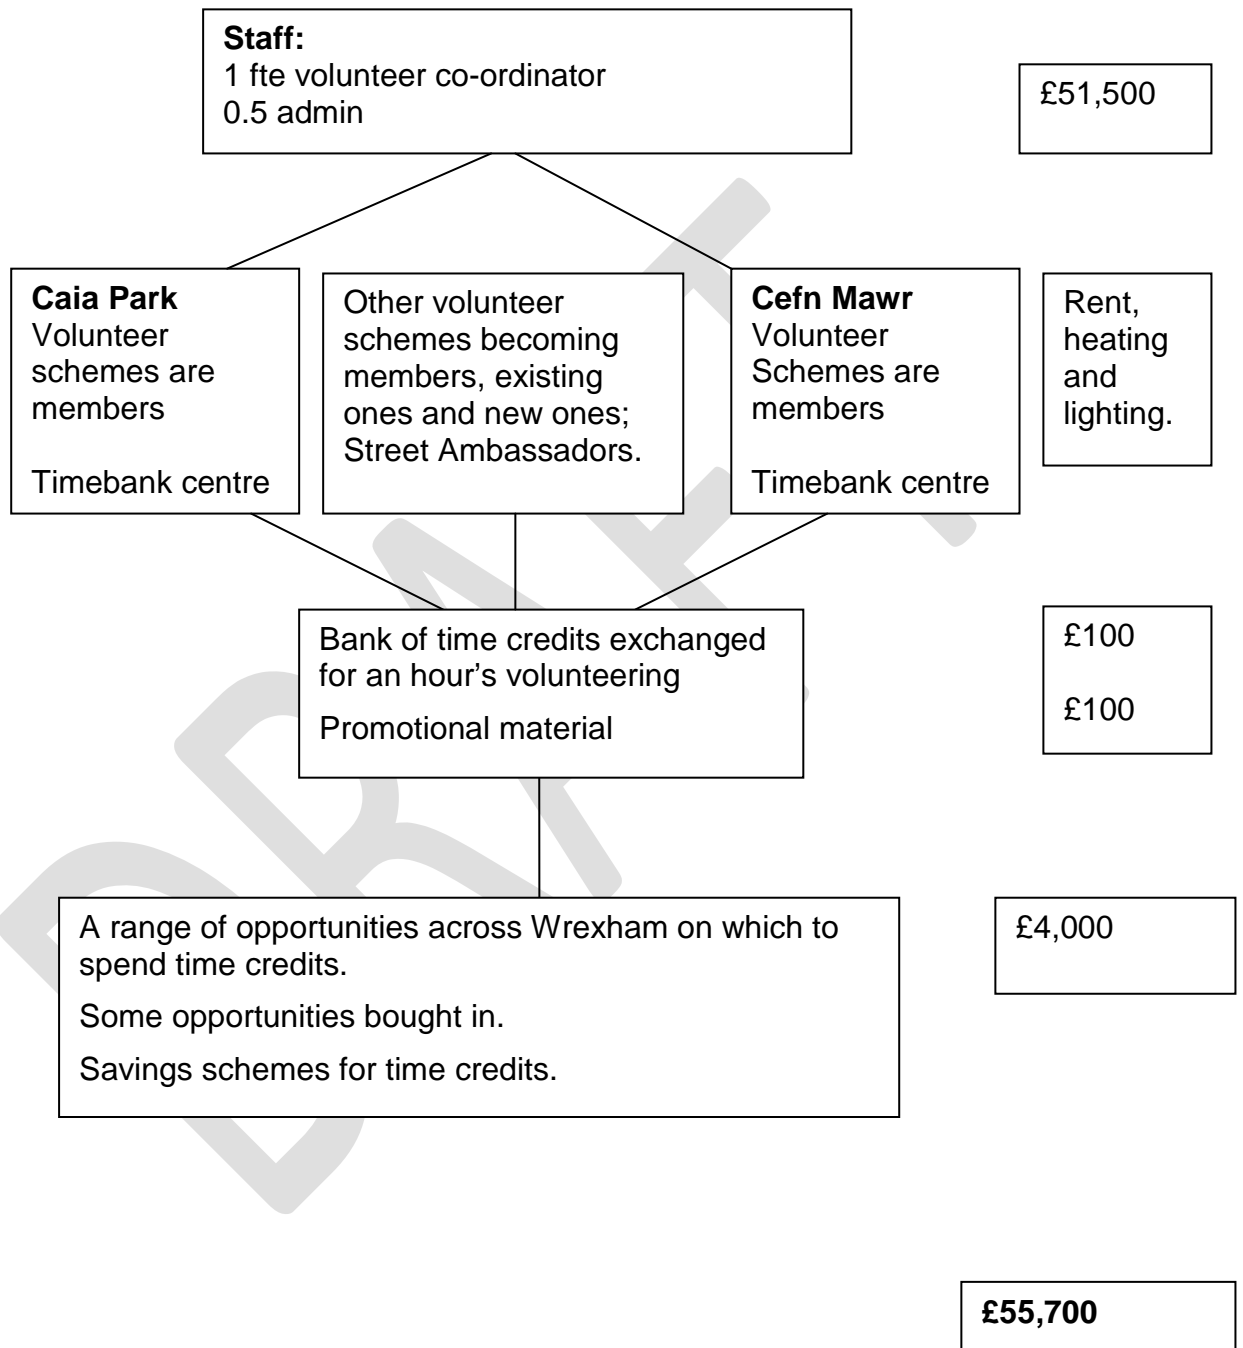 Staff:
1 fte volunteer co-ordinator
0.5 admin
£51,500
Caia Park
Volunteer
schemes are
members
Timebank centre
Other volunteer
schemes becoming
members, existing
ones and new ones;
Street Ambassadors.
Cefn Mawr
Volunteer
Schemes are
members
Timebank centre
Rent,
heating
and
lighting.
Bank of time credits exchanged
for an hour's volunteering
Promotional material
£100
£100
A range of opportunities across Wrexham on which to
spend time credits.
Some opportunities bought in.
Savings schemes for time credits.
£4,000
£55,700
DRAFT